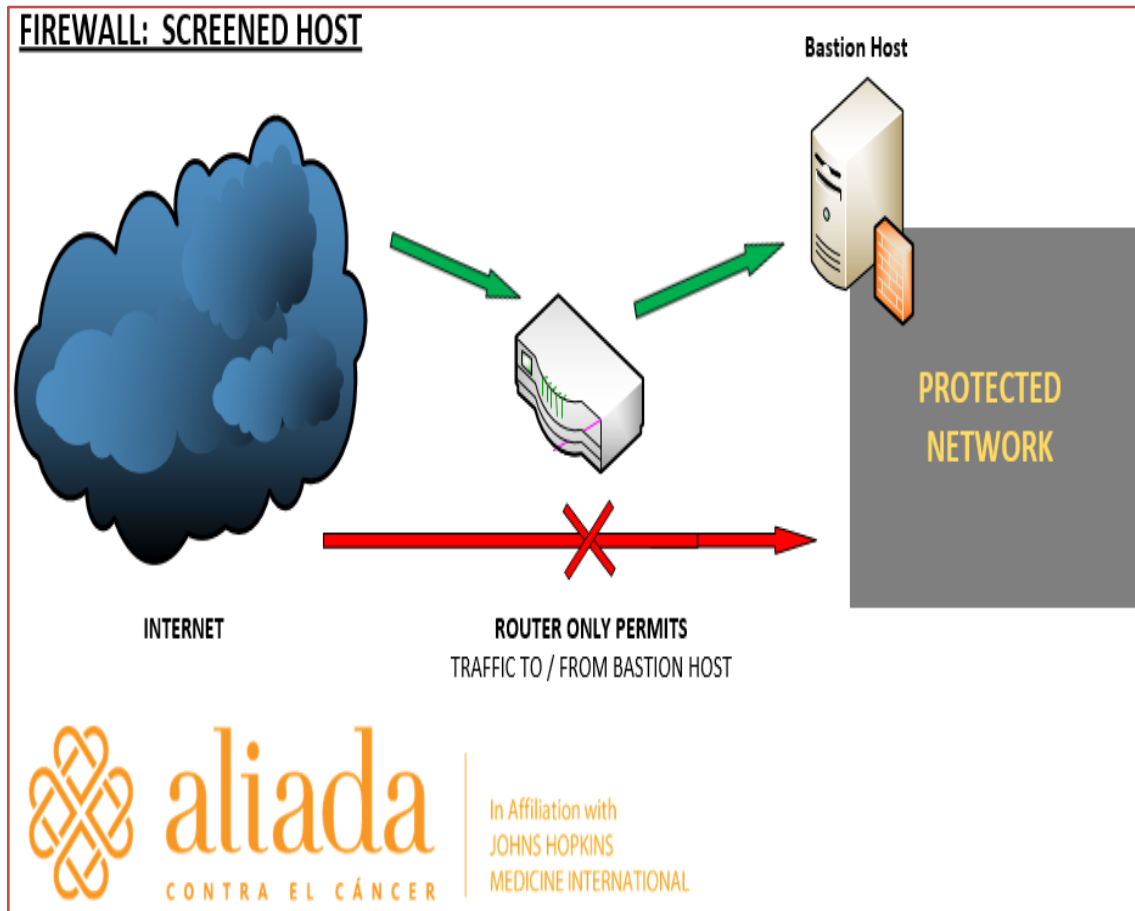 FIREWALL: SCREENED HOST
Bastion Host
PROTECTED
NETWORK
INTERNET
ROUTER ONLY PERMITS
TRAFFIC TO / FROM BASTION HOST
aliada
CONTRA EL CÁNCER
In Affiliation with
JOHNS HOPKINS
MEDICINE INTERNATIONAL